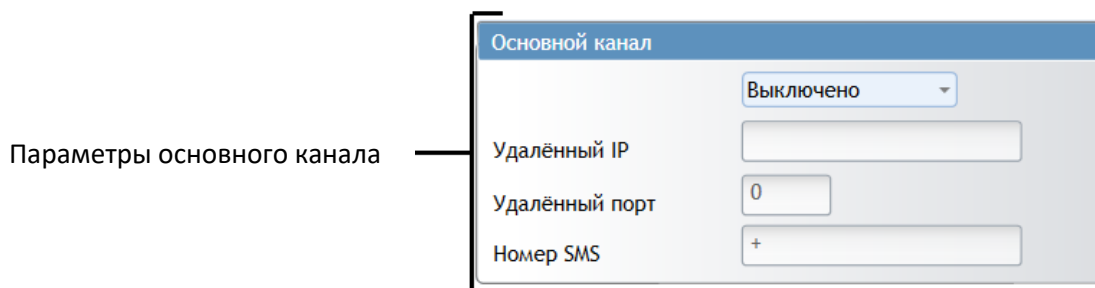 Основной канал
Выключено
Параметры основного канала
Удалённый IP
Удалённый порт
0
Номер SMS
+